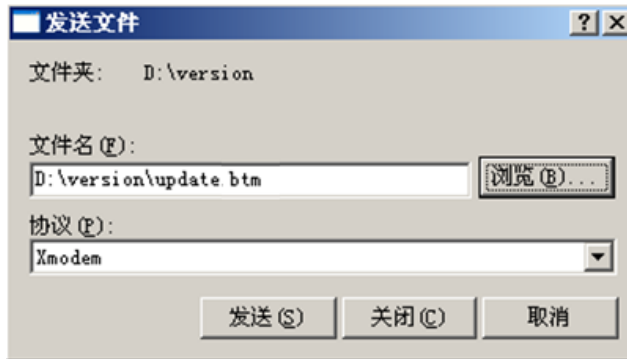 发送文件
文件夹: D:\version
文件名(F):
D:\version\update.btm
浏览(B)...
协议(P):
Xmodem
发送(S) 关闭(C) 取消